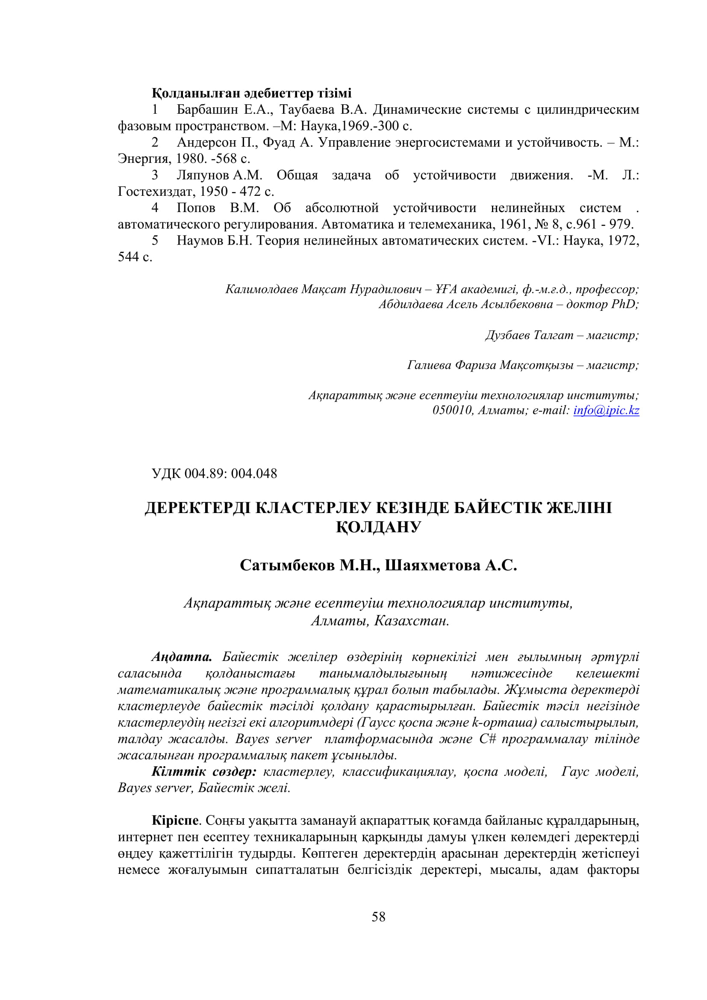 Қолданылған әдебиеттер тізімі
1 Барбашин Е.А., Таубаева В.А. Динамические системы с цилиндрическим
фазовым пространством. –М: Наука,1969.-300 с.
2 Андерсон П., Фуад А. Управление энергосистемами и устойчивость. – М.:
Энергия, 1980. -568 с.
3 Ляпунов А.М. Общая задача об устойчивости движения. -М. Л.:
Гостехиздат, 1950 - 472 с.
4 Попов В.М. Об абсолютной устойчивости нелинейных систем .
автоматического регулирования. Автоматика и телемеханика, 1961, № 8, с.961 - 979.
5 Наумов Б.Н. Теория нелинейных автоматических систем. -VI.: Наука, 1972,
544 с.
Калимолдаев Мақсат Нурадилович – ҰҒА академигі, ф.-м.ғ.д., профессор;
Абдилдаева Асель Асылбековна – доктор PhD;
Дузбаев Талгат – магистр;
Галиева Фариза Мақсотқызы – магистр;
Ақпараттық және есептеуіш технологиялар институты;
050010, Алматы; e-mail: info@ipic.kz
УДК 004.89: 004.048
ДЕРЕКТЕРДІ КЛАСТЕРЛЕУ КЕЗІНДЕ БАЙЕСТІК ЖЕЛІНІ
ҚОЛДАНУ
Сатымбеков М.Н., Шаяхметова А.С.
Ақпараттық және есептеуіш технологиялар институты,
Алматы, Казахстан.
Аңдатпа. Байестік желілер өздерінің көрнекілігі мен ғылымның әртүрлі
саласында қолданыстағы танымалдылығының нәтижесінде келешекті
математикалық және программалық құрал болып табылады. Жұмыста деректерді
кластерлеуде байестік тәсілді қолдану қарастырылған. Байестік тәсіл негізінде
кластерлеудің негізгі екі алгоритмдері (Гаусс қоспа және k-орташа) салыстырылып,
талдау жасалды. Bayes server платформасында және C# программалау тілінде
жасалынған программалық пакет ұсынылды.
Кілттік сөздер: кластерлеу, классификациялау, қоспа моделі, Гаус моделі,
Bayes server, Байестік желі.
Кіріспе. Соңғы уақытта заманауй ақпараттық қоғамда байланыс құралдарының,
интернет пен есептеу техникаларының қарқынды дамуы үлкен көлемдегі деректерді
өңдеу қажеттілігін тудырды. Көптеген деректердің арасынан деректердің жетіспеуі
немесе жоғалуымын сипатталатын белгісіздік деректері, мысалы, адам факторы
58